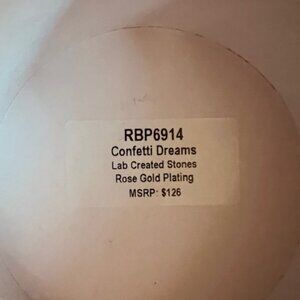 RBP6914
Confetti Dreams
Lab Created Stones
Rose Gold Plating
MSRP: $126